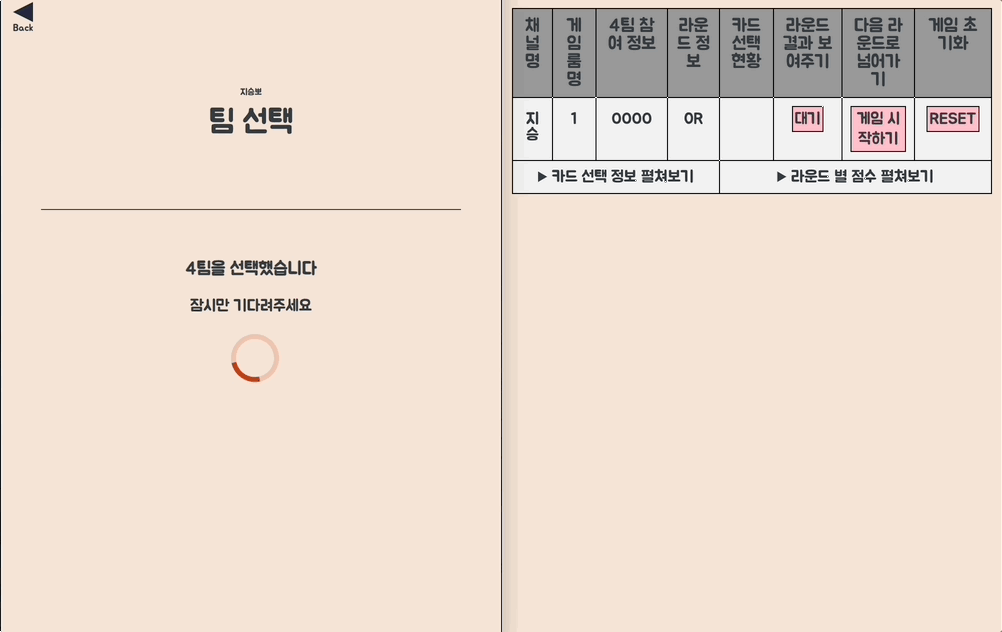 Back
지승뽀
팀 선택
4팀을 선택했습니다
잠시만 기다려주세요
채
널
명
게
임
룸
명
4팀 참
여 정보
라운
드 정
보
카드
선택
현황
라운드
결과 보
여주기
다음 라
운드로
넘어가
기
게임 초
기화
지
승
1
OOOO
0R
대기
게임 시
작하기
RESET
▶ 카드 선택 정보 펼쳐보기
▶ 라운드 별 점수 펼쳐보기